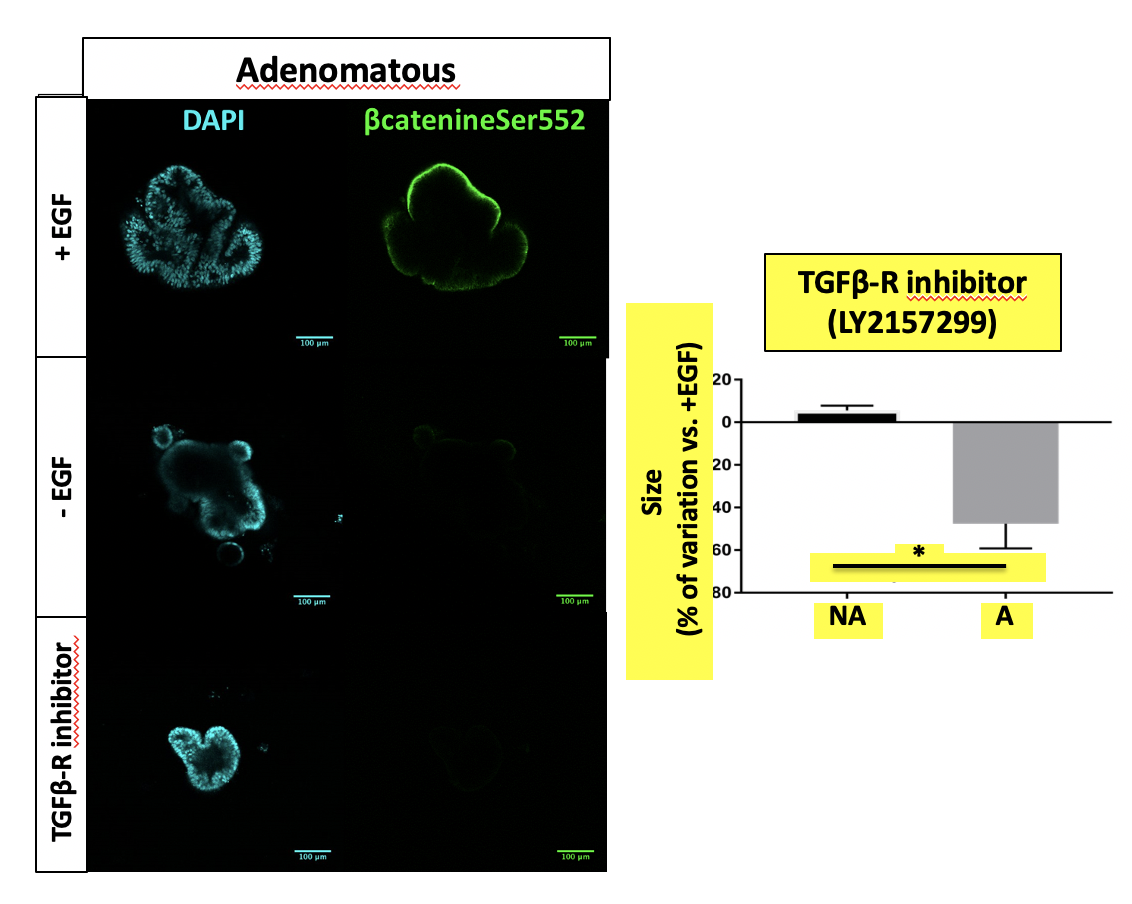 Adenomatous
DAPI
βcatenineSer552
+ EGF
100 µm
100 µm
- EGF
100 µm
100 µm
TGFβ-R inhibitor
100 µm
100 µm
TGFβ-R inhibitor
(LY2157299)
Size
(% of variation vs. +EGF)
20
0
20
40
60
80
*
NA
A